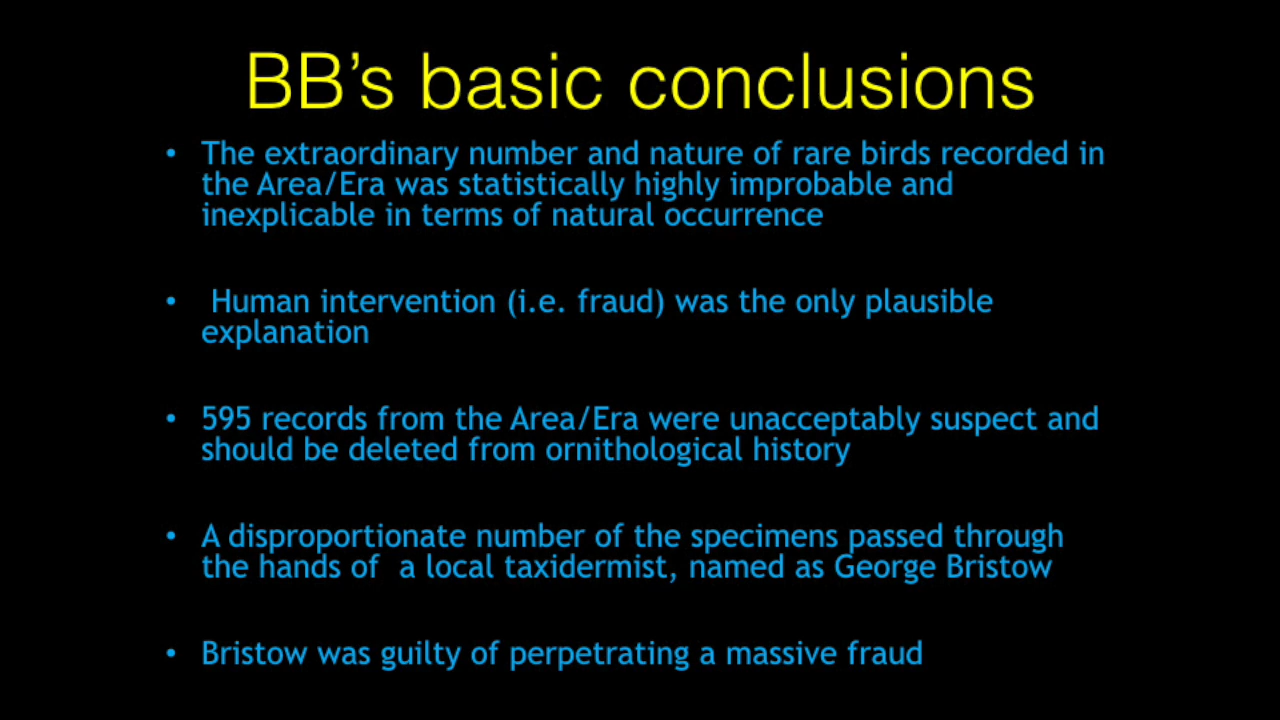 BB’s basic conclusions
• The extraordinary number and nature of rare birds recorded in
the Area/Era was statistically highly improbable and
inexplicable in terms of natural occurrence
• Human intervention (i.e. fraud) was the only plausible
explanation
• 595 records from the Area/Era were unacceptably suspect and
should be deleted from ornithological history
• A disproportionate number of the specimens passed through
the hands of  a local taxidermist, named as George Bristow
• Bristow was guilty of perpetrating a massive fraud